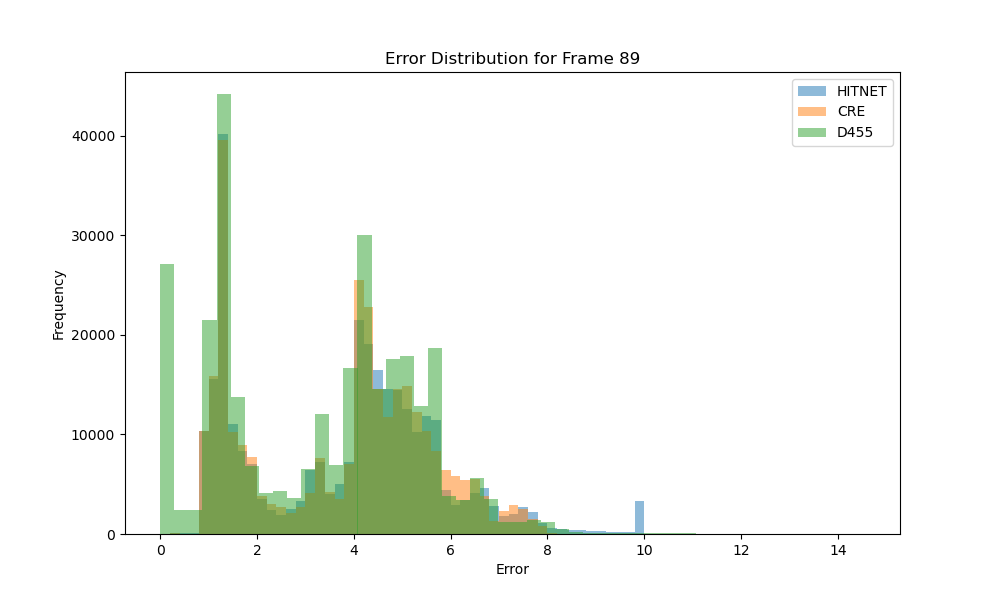 Error Distribution for Frame 89
HITNET
CRE
D455
40000
30000
20000
10000
0
Frequency
0 2 4 6 8 10 12 14
Error